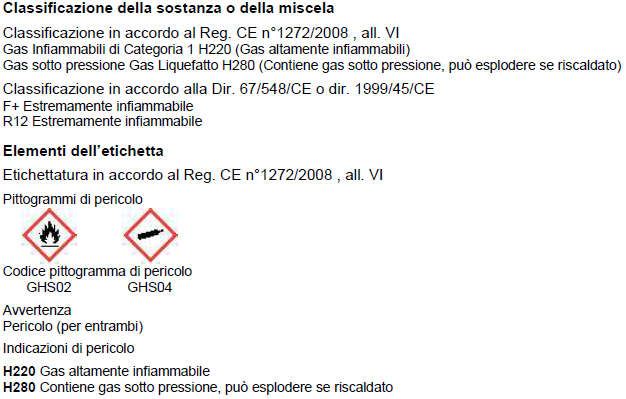 Classificazione della sostanza o della miscela
Classificazione in accordo al Reg. CE n°1272/2008 , all. VI
Gas Infiammabili di Categoria 1 H220 (Gas altamente infiammabili)
Gas sotto pressione Gas Liquefatto H280 (Contiene gas sotto pressione, può esplodere se riscaldato)
Classificazione in accordo alla Dir. 67/548/CE o dir. 1999/45/CE
F+ Estremamente infiammabile
R12 Estremamente infiammabile
Elementi dell'etichetta
Etichettatura in accordo al Reg. CE n°1272/2008 , all. VI
Pittogrammi di pericolo
Codice pittogramma di pericolo
GHS02 GHS04
Avvertenza
Pericolo (per entrambi)
Indicazioni di pericolo
H220 Gas altamente infiammabile
H280 Contiene gas sotto pressione, può esplodere se riscaldato